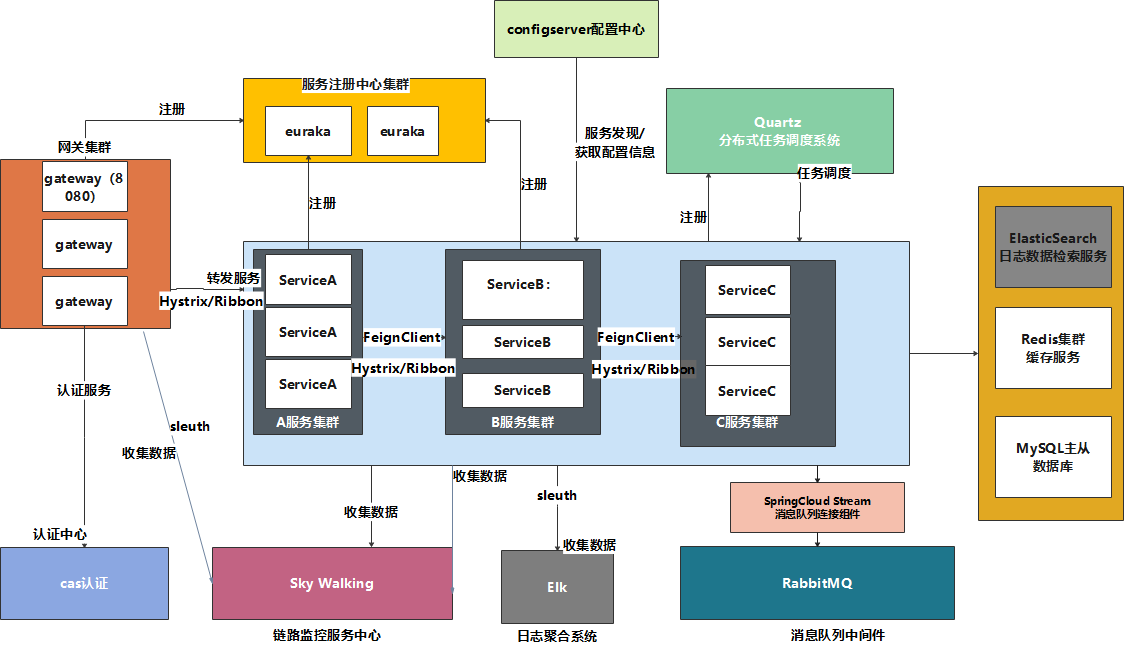 configserver配置中心
服务注册中心集群
euraka
euraka
注册
网关集群
gateway（8
080）
gateway
gateway
注册
注册
服务发现/
获取配置信息
Quartz
分布式任务调度系统
任务调度
注册
转发服务
Hystrix/Ribbon
ServiceA
ServiceA
ServiceA
A服务集群
FeignClient
Hystrix/Ribbon
ServiceB：
ServiceB
ServiceB
B服务集群
FeignClient
Hystrix/Ribbon
ServiceC
ServiceC
ServiceC
C服务集群
ElasticSearch
日志数据检索服务
Redis集群
缓存服务
MySQL主从
数据库
认证服务
sleuth
收集数据
认证中心
cas认证
收集数据
收集数据
Sky Walking
链路监控服务中心
sleuth
收集数据
Elk
日志聚合系统
SpringCloud Stream
消息队列连接组件
RabbitMQ
消息队列中间件